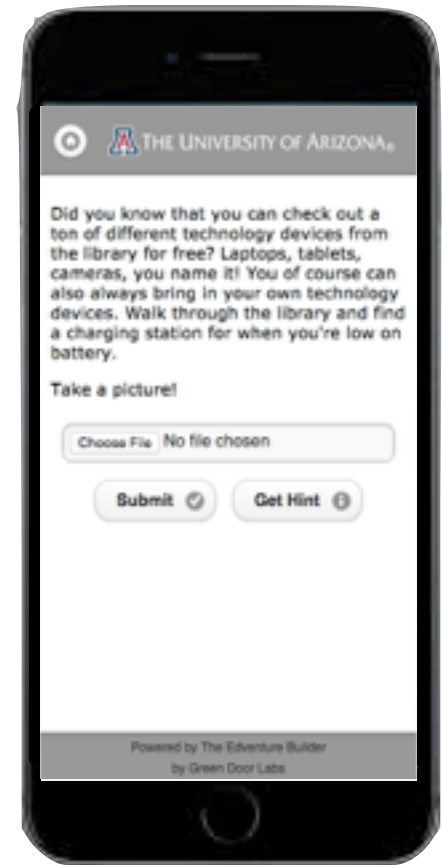 THE UNIVERSITY OF ARIZONA®
Did you know that you can check out a
ton of different technology devices from
the library for free? Laptops, tablets,
cameras, you name it! You of course can
also always bring in your own technology
devices. Walk through the library and find
a charging station for when you're low on
battery.
Take a picture!
Choose File No file chosen
Submit Get Hint
Powered by The Edventure Builder
by Green Door Labs